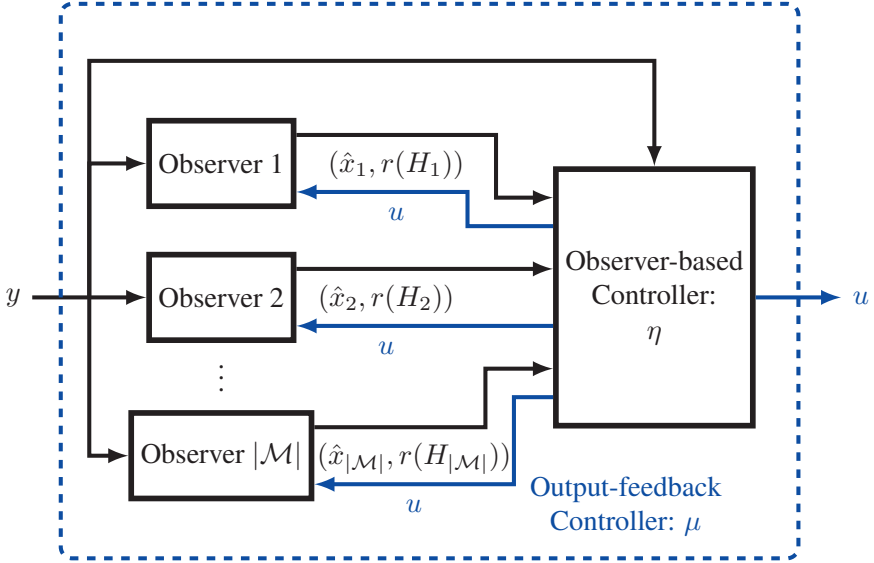 Observer 1
(x̂₁, r(H₁))
u
y
Observer 2
(x̂₂, r(H₂))
u
⋮
Observer |ℳ|
(x̂_{|ℳ|}, r(H_{|ℳ|}))
u
Observer-based
Controller:
η
u
Output-feedback
Controller: μ